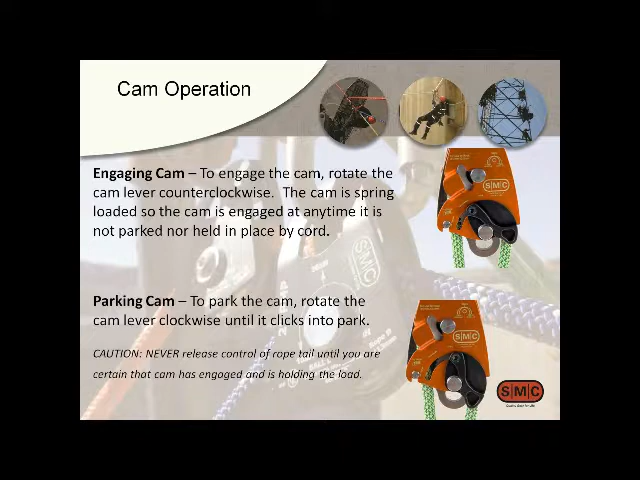 Cam Operation
Engaging Cam – To engage the cam, rotate the
cam lever counterclockwise. The cam is spring
loaded so the cam is engaged at anytime it is
not parked nor held in place by cord.
SMC
Parking Cam – To park the cam, rotate the
cam lever clockwise until it clicks into park.
SMC
CAUTION: NEVER release control of rope tail until you are
certain that cam has engaged and is holding the load.
SMC
SMC